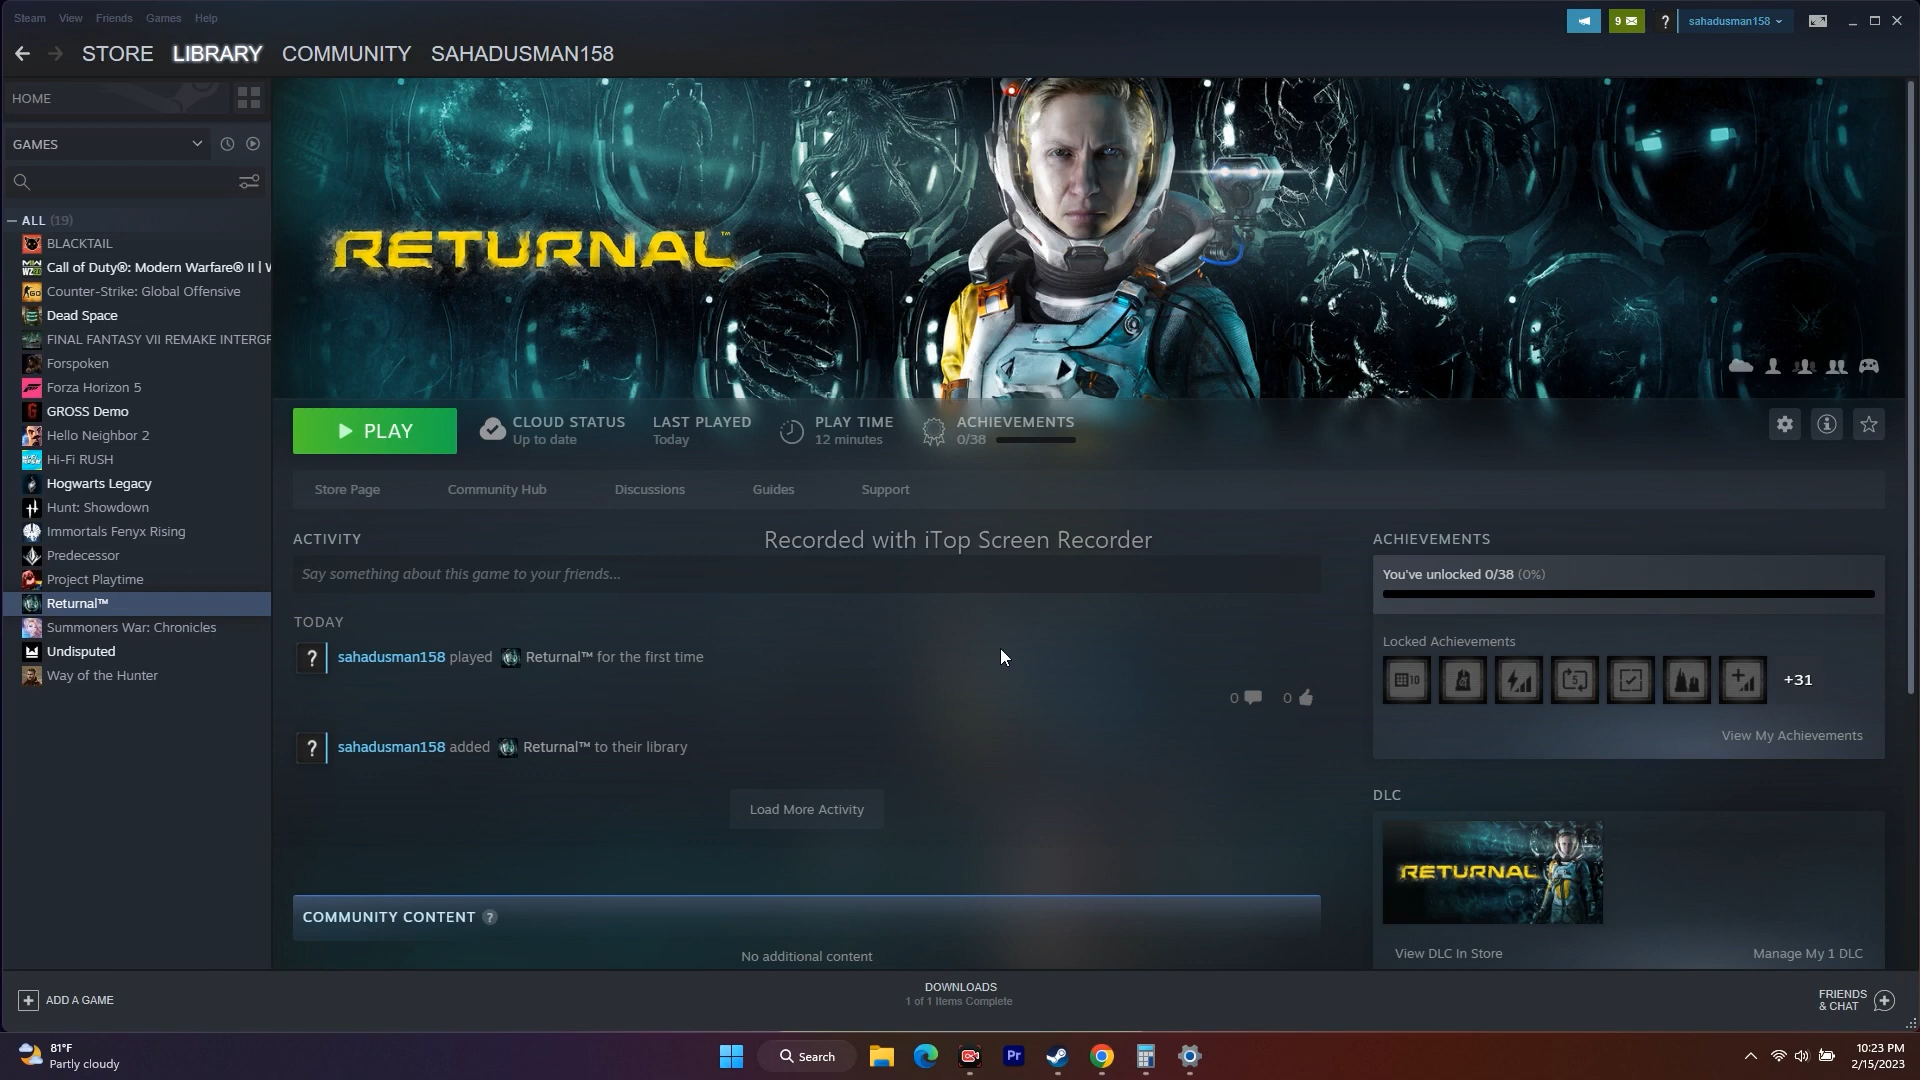 Steam View Friends Games Help
9 ? sahadusman158
STORE LIBRARY COMMUNITY SAHADUSMAN158
HOME
GAMES
ALL (19)
BLACKTAIL
Call of Duty®: Modern Warfare® II | W
Counter-Strike: Global Offensive
Dead Space
FINAL FANTASY VII REMAKE INTERGR
Forspoken
Forza Horizon 5
GROSS Demo
Hello Neighbor 2
Hi-Fi RUSH
Hogwarts Legacy
Hunt: Showdown
Immortals Fenyx Rising
Predecessor
Project Playtime
Returnal™
Summoners War: Chronicles
Undisputed
Way of the Hunter
RETURNAL™
PLAY
CLOUD STATUS
Up to date
LAST PLAYED
Today
PLAY TIME
12 minutes
ACHIEVEMENTS
0/38
Store Page Community Hub Discussions Guides Support
ACTIVITY
Recorded with iTop Screen Recorder
Say something about this game to your friends...
TODAY
? sahadusman158 played Returnal™ for the first time
0 0
? sahadusman158 added Returnal™ to their library
Load More Activity
COMMUNITY CONTENT ?
No additional content
ACHIEVEMENTS
You've unlocked 0/38 (0%)
Locked Achievements
+31
View My Achievements
DLC
RETURNAL
View DLC In Store Manage My 1 DLC
ADD A GAME
DOWNLOADS
1 of 1 Items Complete
FRIENDS
& CHAT
81°F
Partly cloudy
Search
Pr
10:23 PM
2/15/2023